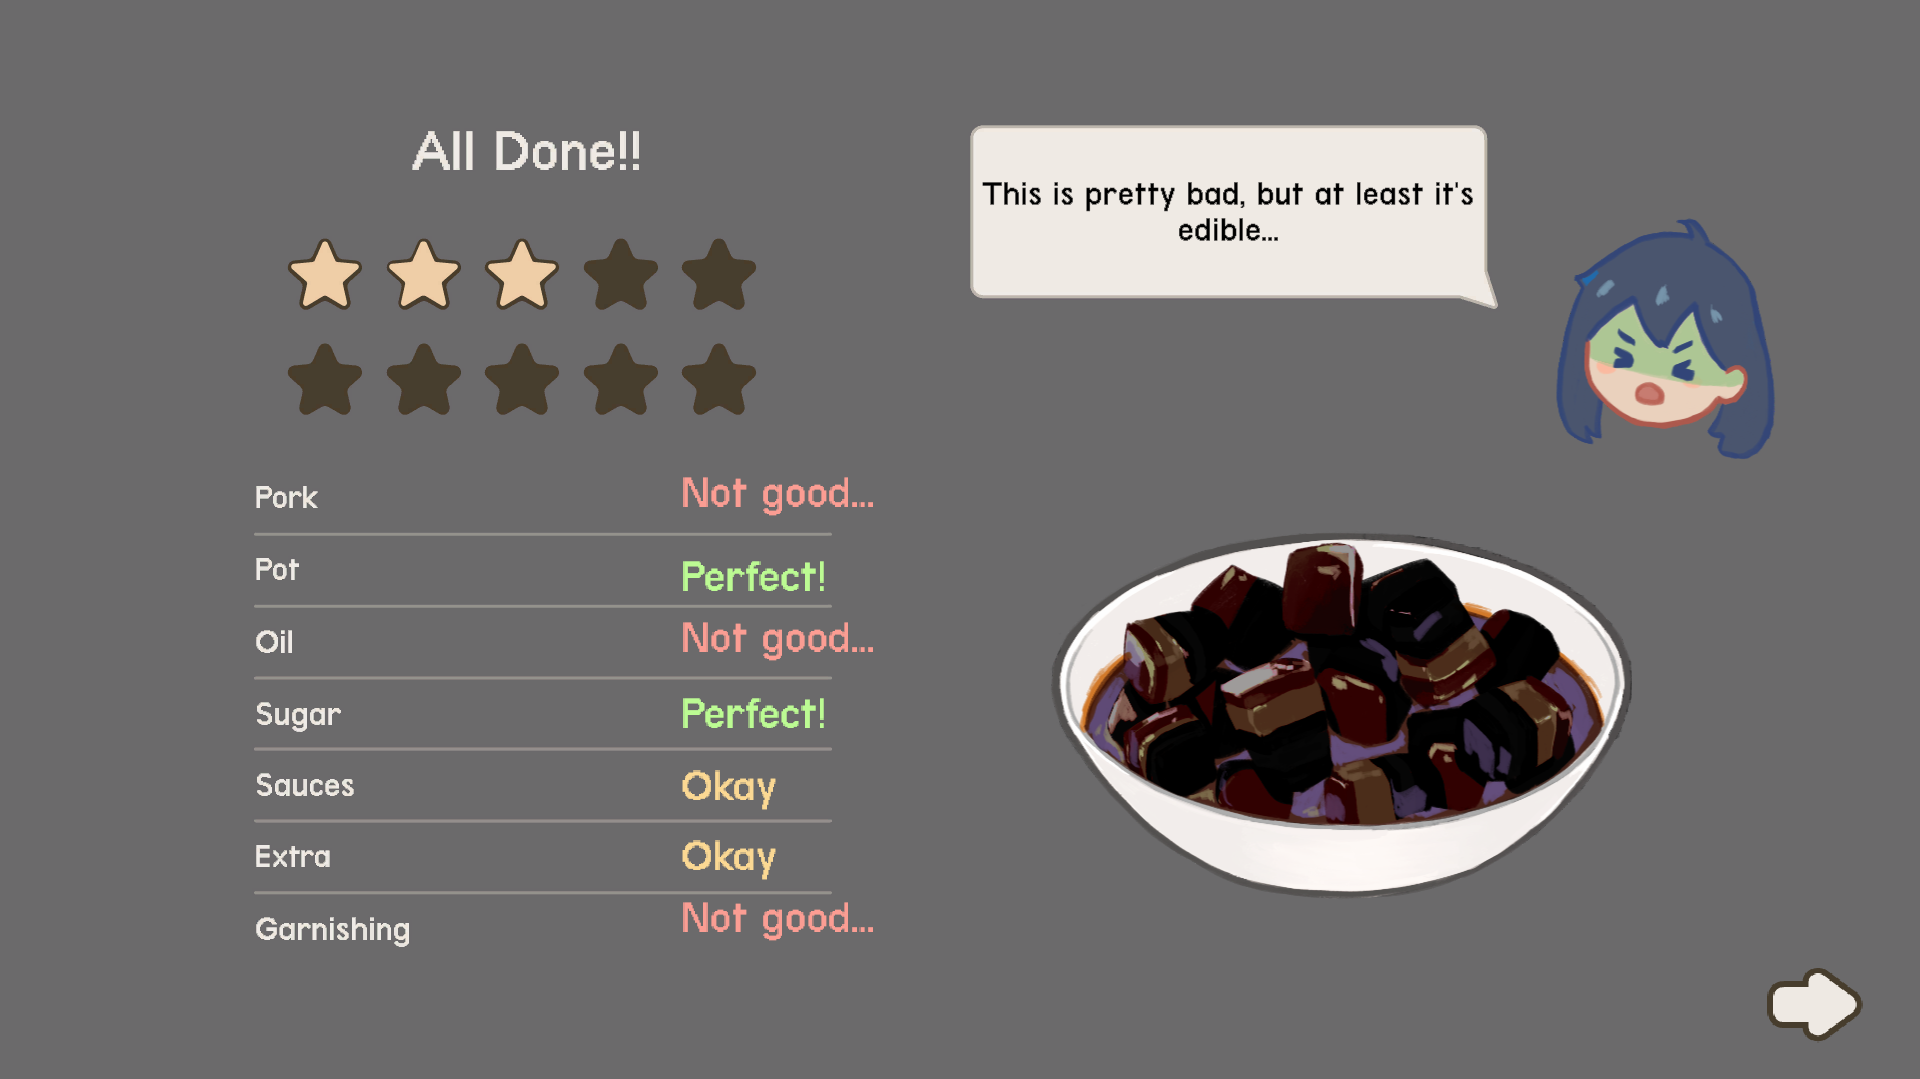 All Done!!
This is pretty bad, but at least it's
edible...
Pork Not good...
Pot Perfect!
Oil Not good...
Sugar Perfect!
Sauces Okay
Extra Okay
Garnishing Not good...